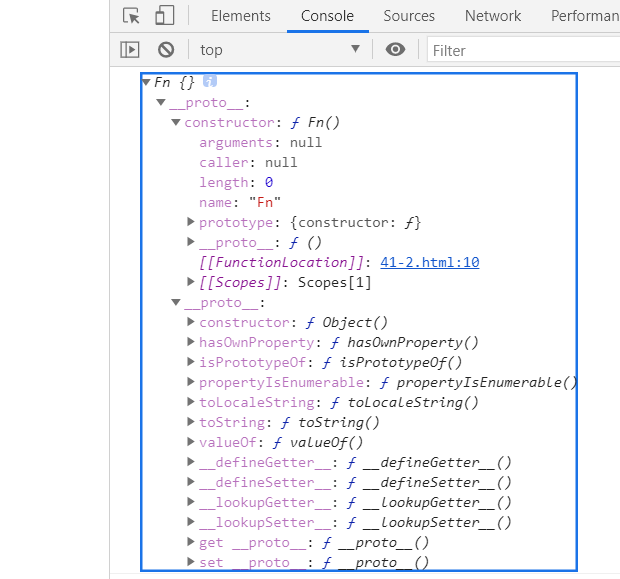 Elements Console Sources Network Performan
top Filter
Fn {} i
__proto__:
constructor: ƒ Fn()
arguments: null
caller: null
length: 0
name: "Fn"
prototype: {constructor: ƒ}
__proto__: ƒ ()
[[FunctionLocation]]: 41-2.html:10
[[Scopes]]: Scopes[1]
__proto__:
constructor: ƒ Object()
hasOwnProperty: ƒ hasOwnProperty()
isPrototypeOf: ƒ isPrototypeOf()
propertyIsEnumerable: ƒ propertyIsEnumerable()
toLocaleString: ƒ toLocaleString()
toString: ƒ toString()
valueOf: ƒ valueOf()
__defineGetter__: ƒ __defineGetter__()
__defineSetter__: ƒ __defineSetter__()
__lookupGetter__: ƒ __lookupGetter__()
__lookupSetter__: ƒ __lookupSetter__()
get __proto__: ƒ __proto__()
set __proto__: ƒ __proto__()